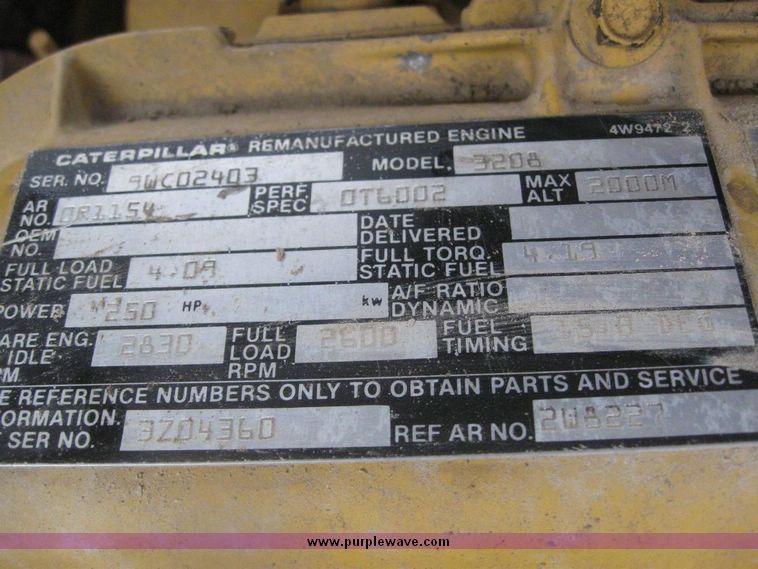 CATERPILLAR® REMANUFACTURED ENGINE 4W9472
SER. NO. 9WC02403 MODEL. 3208
AR NO. 0R1154 PERF SPEC 0T6002 MAX ALT 2000M
OEM NO. DATE DELIVERED
FULL LOAD STATIC FUEL 4.09 FULL TORQ. STATIC FUEL 4.19
POWER 250 HP kw A/F RATIO DYNAMIC
ARE ENG. IDLE PM 2830 FULL LOAD RPM 2600 FUEL TIMING DEG
E REFERENCE NUMBERS ONLY TO OBTAIN PARTS AND SERVICE
FORMATION.
SER NO. 3Z04360 REF AR NO. 2W8227
www.purplewave.com